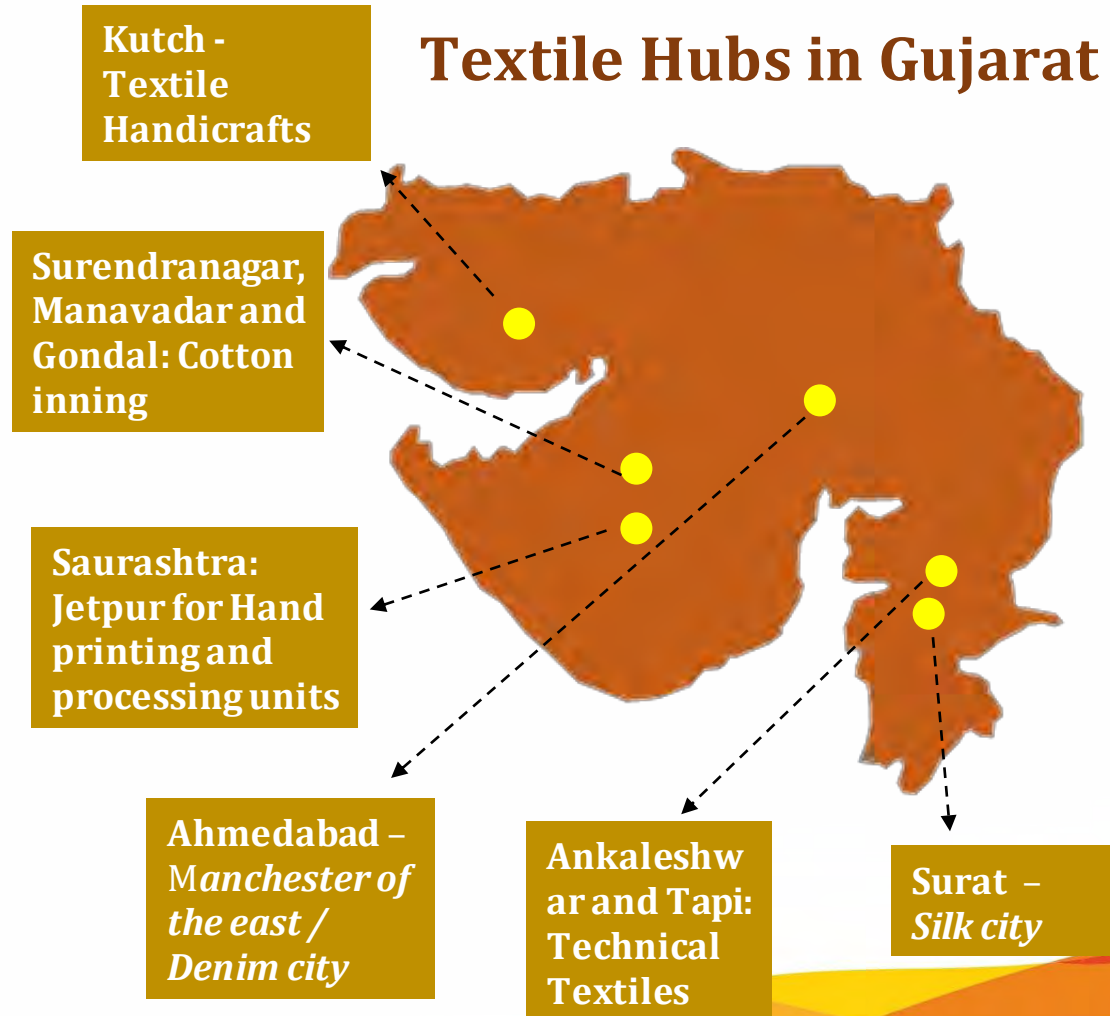 Textile Hubs in Gujarat
Kutch -
Textile
Handicrafts
Surendranagar,
Manavadar and
Gondal: Cotton
inning
Saurashtra:
Jetpur for Hand
printing and
processing units
Ahmedabad –
Manchester of
the east /
Denim city
Ankaleshw
ar and Tapi:
Technical
Textiles
Surat –
Silk city